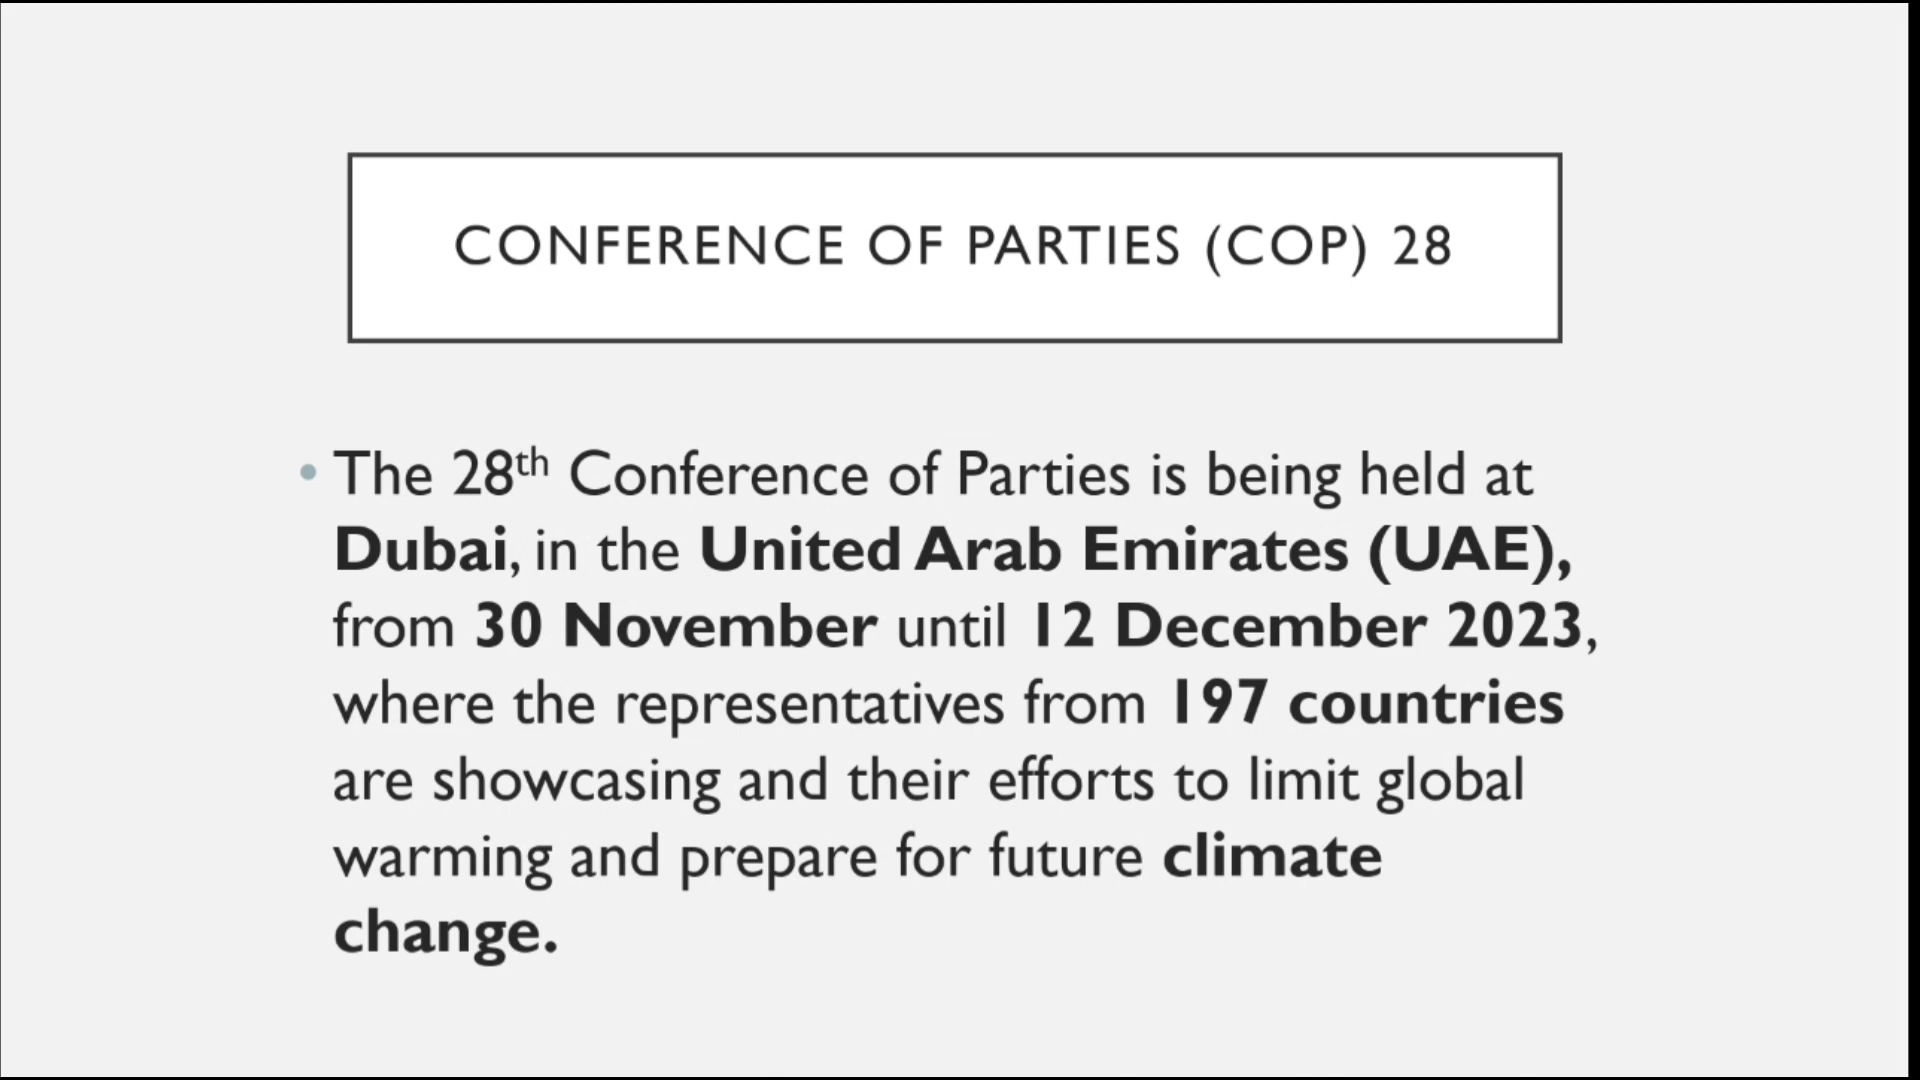 CONFERENCE OF PARTIES (COP) 28
• The 28th Conference of Parties is being held at
Dubai, in the United Arab Emirates (UAE),
from 30 November until 12 December 2023,
where the representatives from 197 countries
are showcasing and their efforts to limit global
warming and prepare for future climate
change.